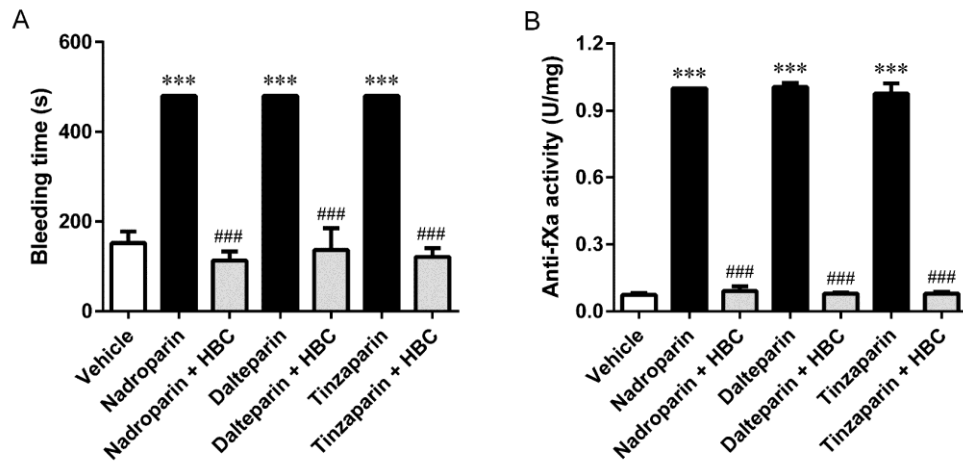 A
Bleeding time (s)
600
400
200
0
***
***
***
###
###
###
Vehicle
Nadroparin
Nadroparin + HBC
Dalteparin
Dalteparin + HBC
Tinzaparin
Tinzaparin + HBC
B
Anti-fXa activity (U/mg)
1.2
0.9
0.6
0.3
0.0
***
***
***
###
###
###
Vehicle
Nadroparin
Nadroparin + HBC
Dalteparin
Dalteparin + HBC
Tinzaparin
Tinzaparin + HBC